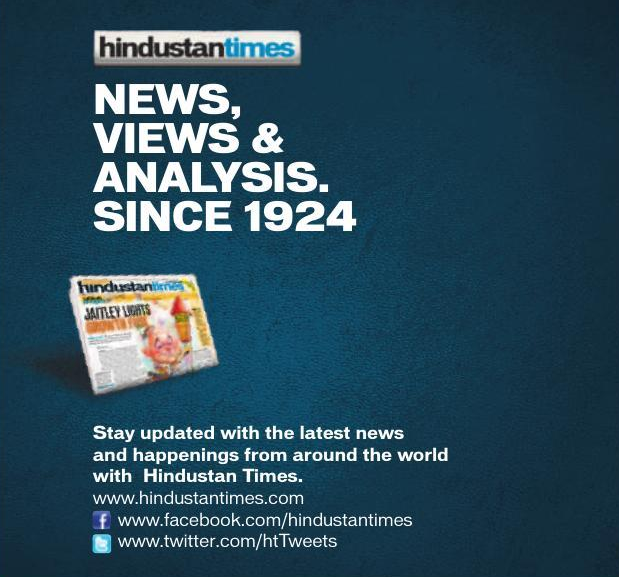 hindustantimes
NEWS,
VIEWS &
ANALYSIS.
SINCE 1924
hindustantimes
JAITLEY LIGHTS
GROWTH
Stay updated with the latest news
and happenings from around the world
with Hindustan Times.
www.hindustantimes.com
www.facebook.com/hindustantimes
www.twitter.com/htTweets